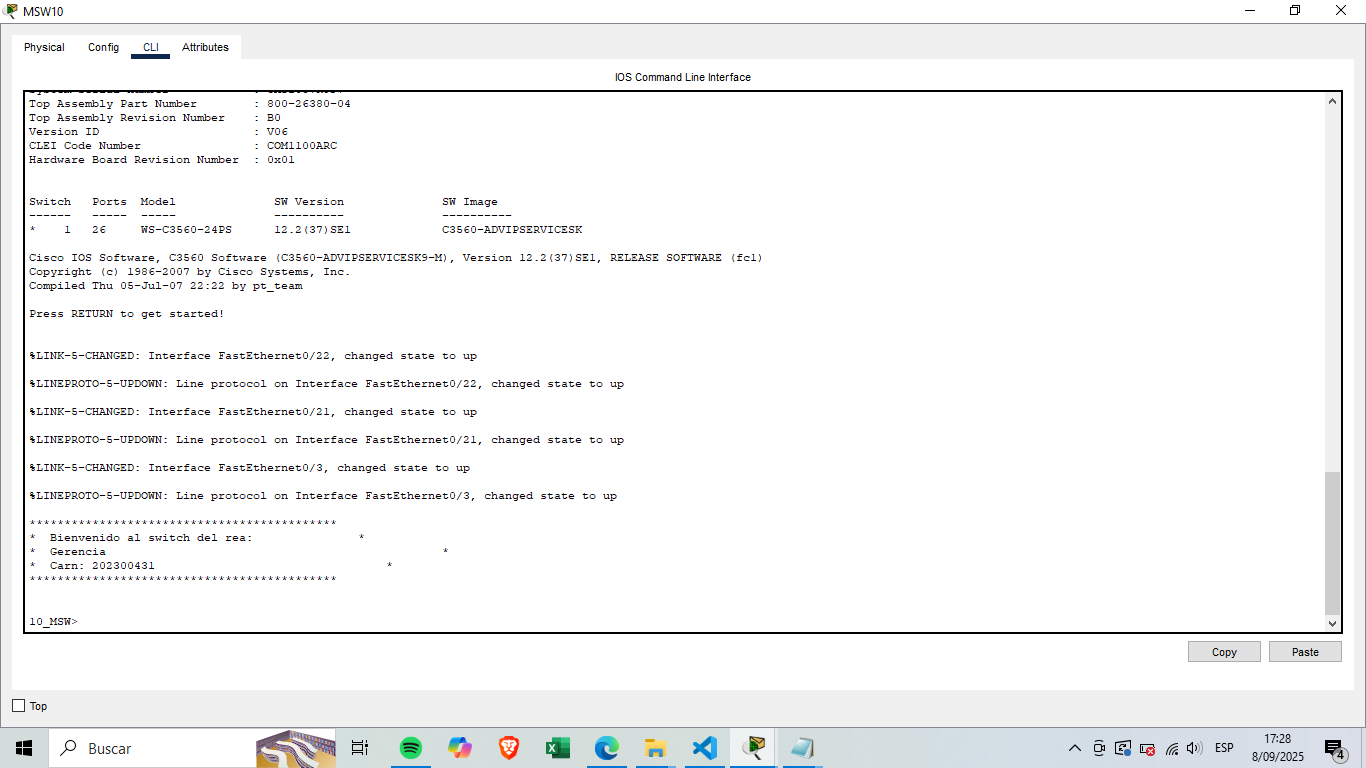 MSW10
Physical Config CLI Attributes
IOS Command Line Interface
Top Assembly Part Number : 800-26380-04
Top Assembly Revision Number : B0
Version ID : V06
CLEI Code Number : COM1100ARC
Hardware Board Revision Number : 0x01
Switch Ports Model SW Version SW Image
------ ----- ----- ---------- ----------
* 1 26 WS-C3560-24PS 12.2(37)SE1 C3560-ADVIPSERVICESK
Cisco IOS Software, C3560 Software (C3560-ADVIPSERVICESK9-M), Version 12.2(37)SE1, RELEASE SOFTWARE (fc1)
Copyright (c) 1986-2007 by Cisco Systems, Inc.
Compiled Thu 05-Jul-07 22:22 by pt_team
Press RETURN to get started!
%LINK-5-CHANGED: Interface FastEthernet0/22, changed state to up
%LINEPROTO-5-UPDOWN: Line protocol on Interface FastEthernet0/22, changed state to up
%LINK-5-CHANGED: Interface FastEthernet0/21, changed state to up
%LINEPROTO-5-UPDOWN: Line protocol on Interface FastEthernet0/21, changed state to up
%LINK-5-CHANGED: Interface FastEthernet0/3, changed state to up
%LINEPROTO-5-UPDOWN: Line protocol on Interface FastEthernet0/3, changed state to up
********************************************
* Bienvenido al switch del rea: *
* Gerencia *
* Carn: 202300431 *
********************************************
10_MSW>
Copy Paste
Top
Buscar
ESP
17:28
8/09/2025
4